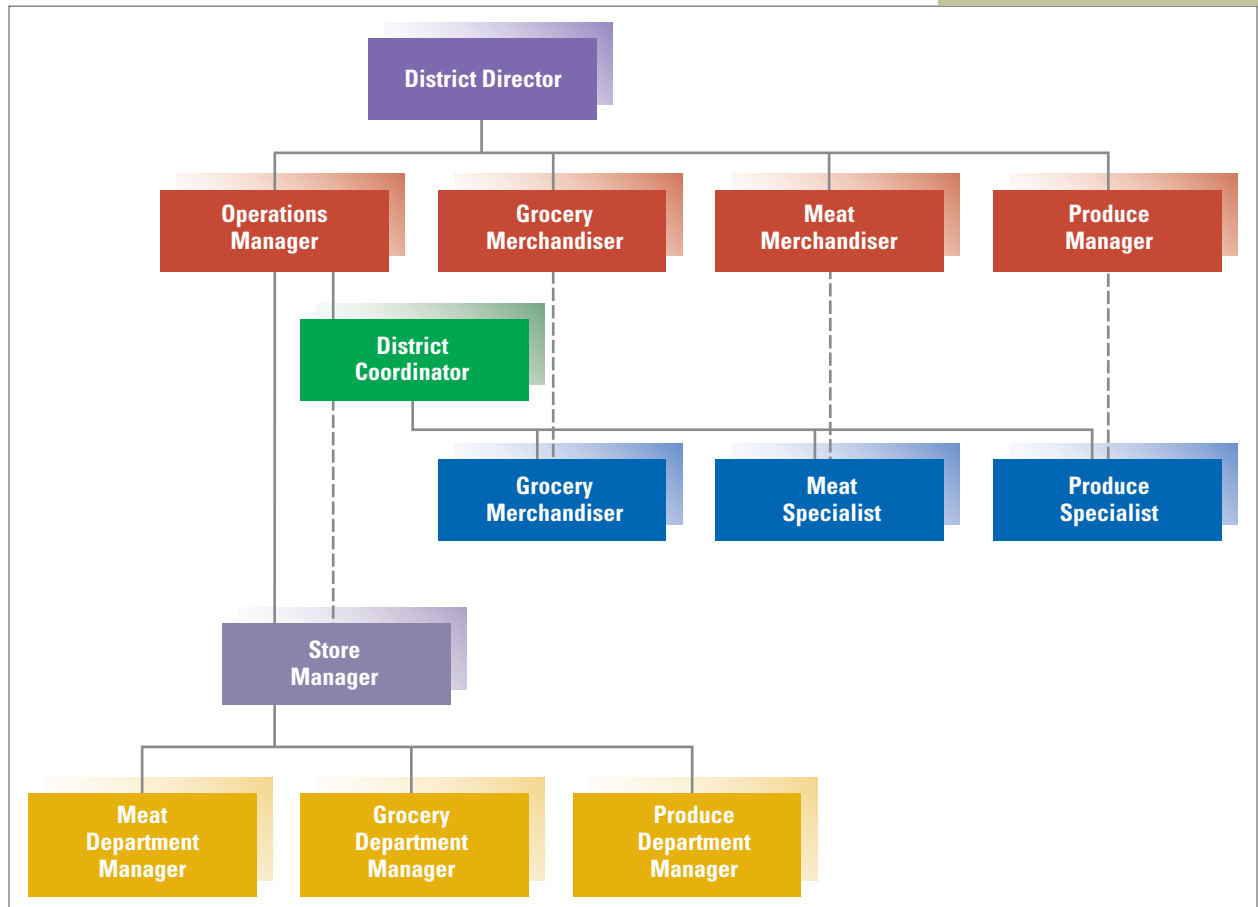 District Director
Operations
Manager
Grocery
Merchandiser
Meat
Merchandiser
Produce
Manager
District
Coordinator
Grocery
Merchandiser
Meat
Specialist
Produce
Specialist
Store
Manager
Meat
Department
Manager
Grocery
Department
Manager
Produce
Department
Manager